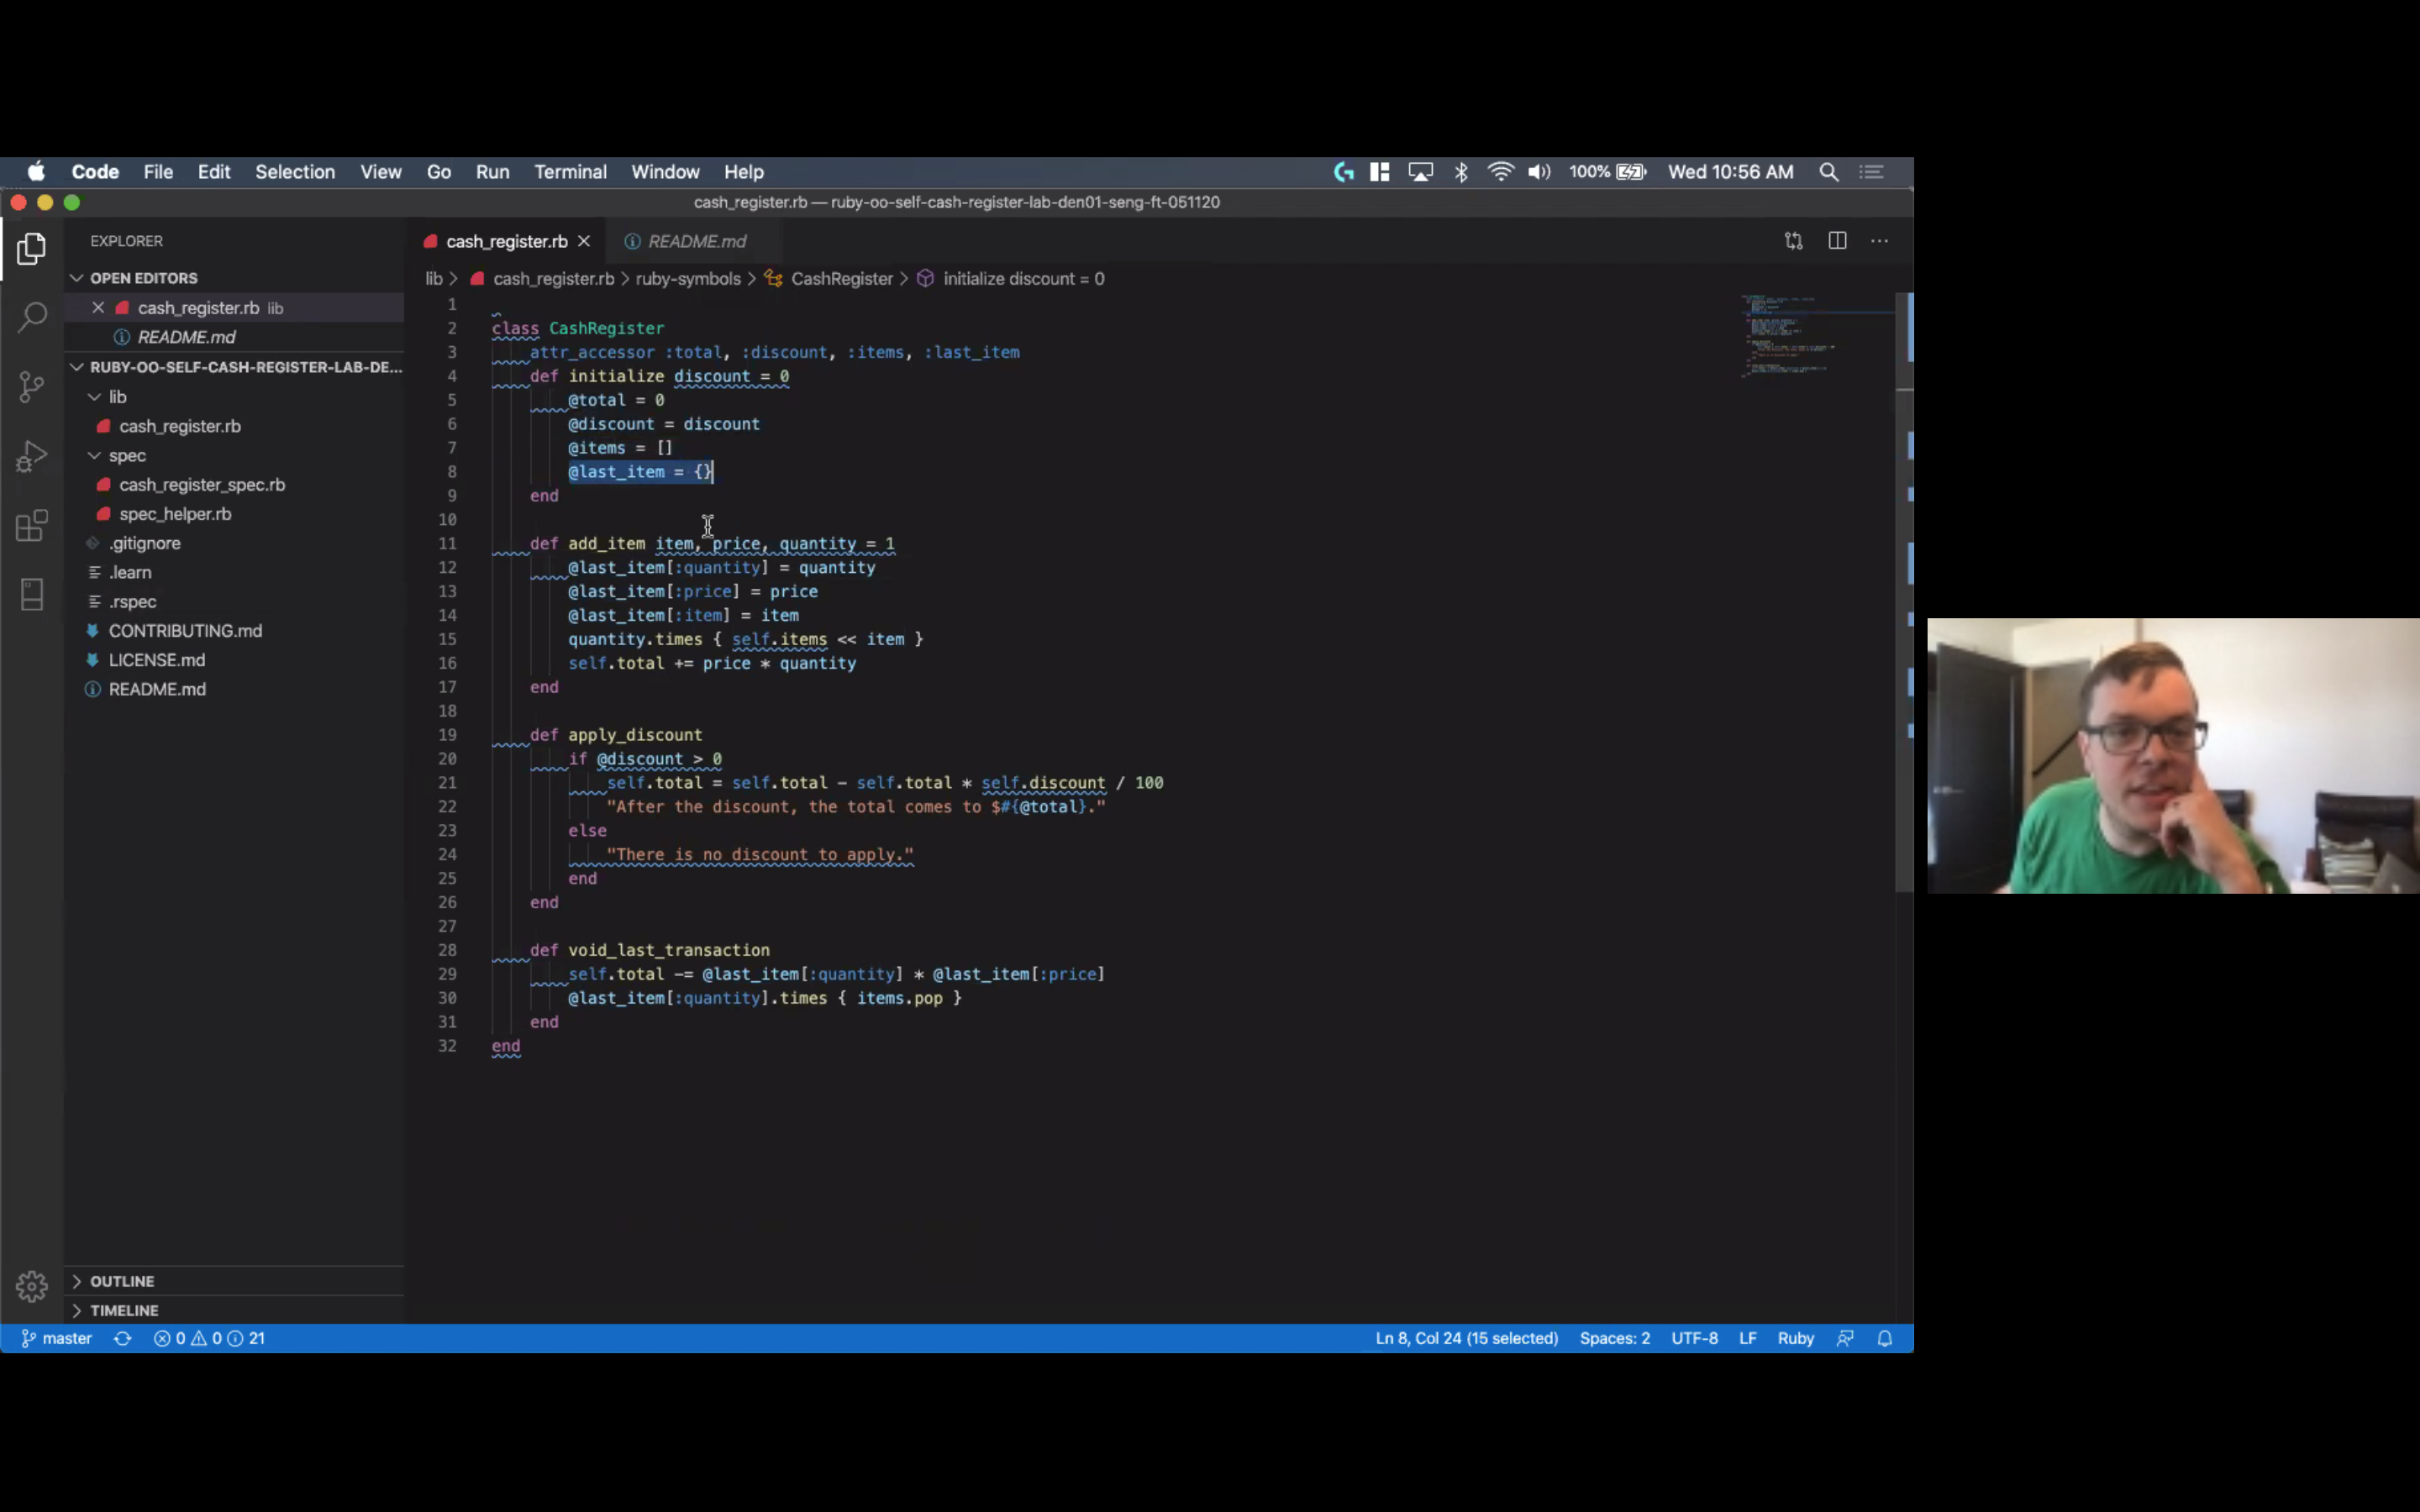 Code File Edit Selection View Go Run Terminal Window Help 100% Wed 10:56 AM
cash_register.rb — ruby-oo-self-cash-register-lab-den01-seng-ft-051120
EXPLORER
OPEN EDITORS
cash_register.rb lib
README.md
RUBY-OO-SELF-CASH-REGISTER-LAB-DE...
lib
cash_register.rb
spec
cash_register_spec.rb
spec_helper.rb
.gitignore
.learn
.rspec
CONTRIBUTING.md
LICENSE.md
README.md
OUTLINE
TIMELINE
cash_register.rb README.md
lib > cash_register.rb > ruby-symbols > CashRegister > initialize discount = 0
1
2 class CashRegister
3     attr_accessor :total, :discount, :items, :last_item
4     def initialize discount = 0
5         @total = 0
6         @discount = discount
7         @items = []
8         @last_item = {}
9     end
10
11     def add_item item, price, quantity = 1
12         @last_item[:quantity] = quantity
13         @last_item[:price] = price
14         @last_item[:item] = item
15         quantity.times { self.items << item }
16         self.total += price * quantity
17     end
18
19     def apply_discount
20         if @discount > 0
21             self.total = self.total - self.total * self.discount / 100
22             "After the discount, the total comes to $#{@total}."
23         else
24             "There is no discount to apply."
25         end
26     end
27
28     def void_last_transaction
29         self.total -= @last_item[:quantity] * @last_item[:price]
30         @last_item[:quantity].times { items.pop }
31     end
32 end
master 0 0 21 Ln 8, Col 24 (15 selected) Spaces: 2 UTF-8 LF Ruby